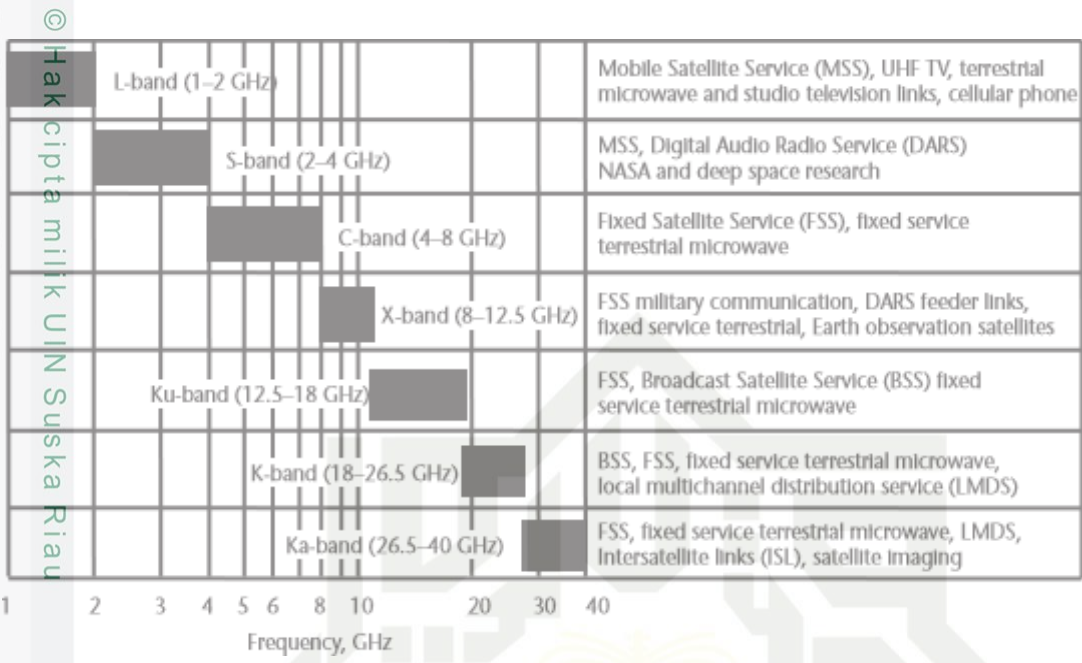 © Hak cipta milik UIN Suska Riau
L-band (1–2 GHz)
Mobile Satellite Service (MSS), UHF TV, terrestrial
microwave and studio television links, cellular phone
S-band (2–4 GHz)
MSS, Digital Audio Radio Service (DARS)
NASA and deep space research
C-band (4–8 GHz)
Fixed Satellite Service (FSS), fixed service
terrestrial microwave
X-band (8–12.5 GHz)
FSS military communication, DARS feeder links,
fixed service terrestrial, Earth observation satellites
Ku-band (12.5–18 GHz)
FSS, Broadcast Satellite Service (BSS) fixed
service terrestrial microwave
K-band (18–26.5 GHz)
BSS, FSS, fixed service terrestrial microwave,
local multichannel distribution service (LMDS)
Ka-band (26.5–40 GHz)
FSS, fixed service terrestrial microwave, LMDS,
Intersatellite links (ISL), satellite imaging
1 2 3 4 5 6 8 10 20 30 40
Frequency, GHz